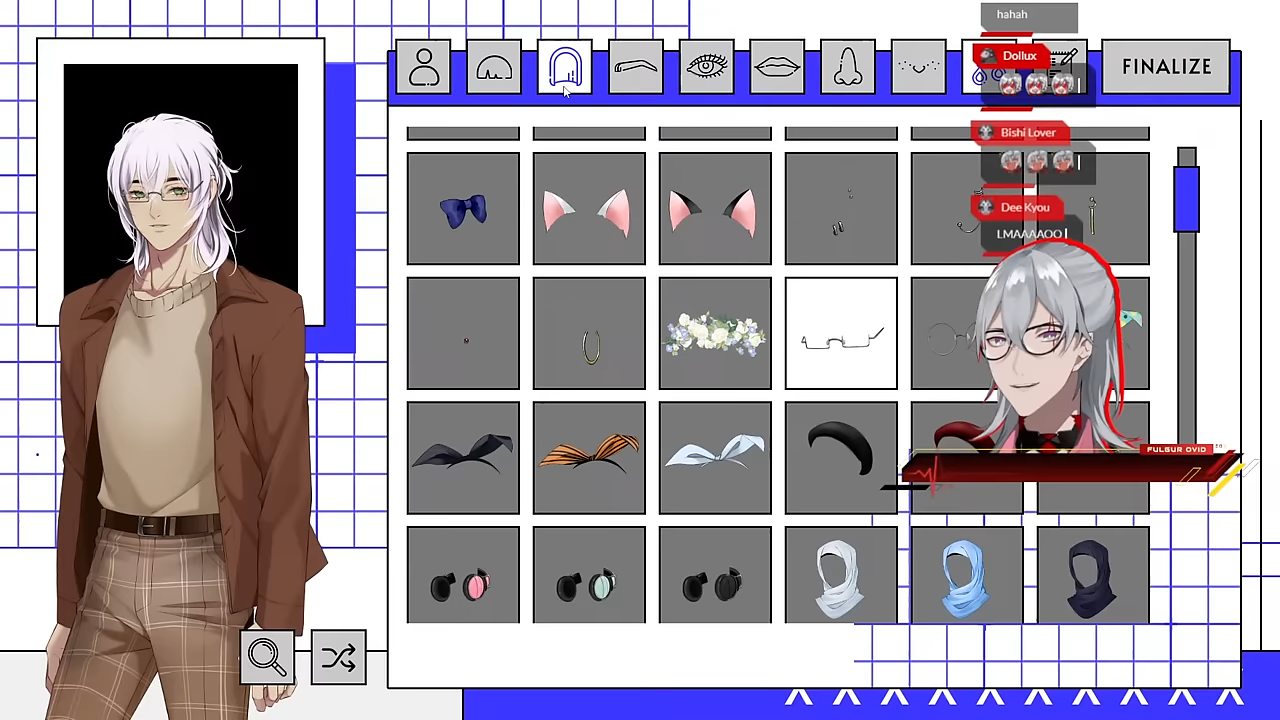 hahah
Dollux
Bishi Lover
Dee Kyou
LMAAAAOO
FINALIZE
FULGUR OVID